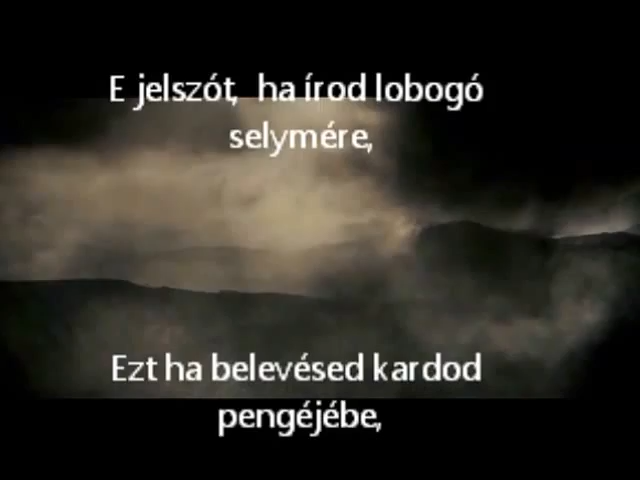 E jelszót, ha írod lobogó
selymére,
Ezt ha belevésed kardod
pengéjébe,